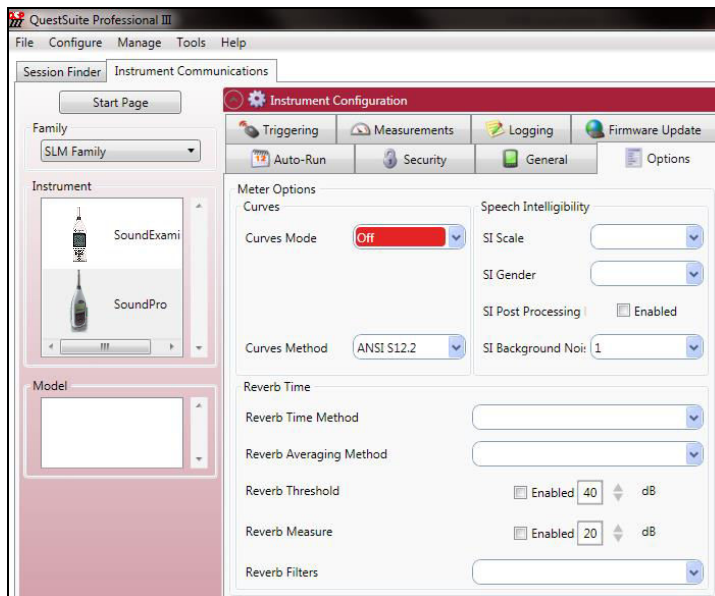 QuestSuite Professional III
File Configure Manage Tools Help
Session Finder Instrument Communications
Start Page
Family
SLM Family
Instrument
SoundExami
SoundPro
Model
Instrument Configuration
Triggering Measurements Logging Firmware Update
Auto-Run Security General Options
Meter Options
Curves
Curves Mode Off
Curves Method ANSI S12.2
Speech Intelligibility
SI Scale
SI Gender
SI Post Processing Enabled
SI Background Noi: 1
Reverb Time
Reverb Time Method
Reverb Averaging Method
Reverb Threshold Enabled 40 dB
Reverb Measure Enabled 20 dB
Reverb Filters